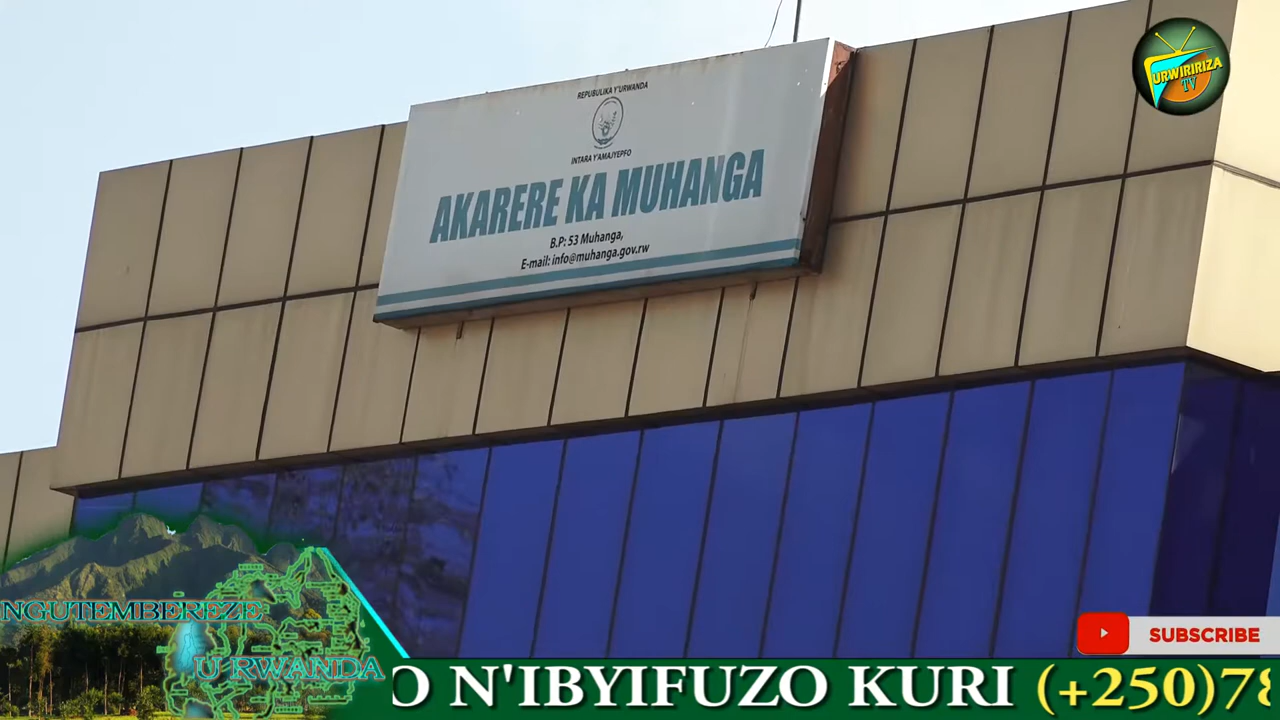 URWIRIRIZA
TV
REPUBULIKA Y'URWANDA
INTARA Y'AMAJYEPFO
AKARERE KA MUHANGA
B.P: 53 Muhanga,
E-mail: info@muhanga.gov.rw
NGUTEMBEREZE
U RWANDA
SUBSCRIBE
O N'IBYIFUZO KURI (+250)78